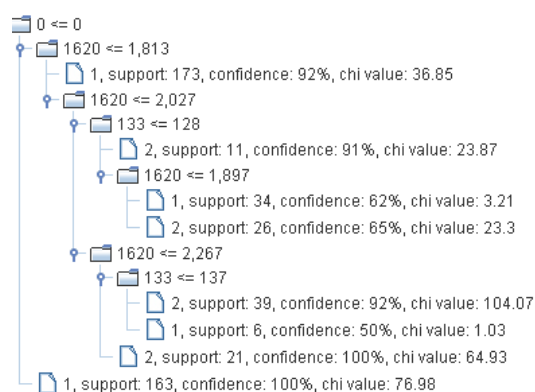 0 <= 0
1620 <= 1,813
1, support: 173, confidence: 92%, chi value: 36.85
1620 <= 2,027
133 <= 128
2, support: 11, confidence: 91%, chi value: 23.87
1620 <= 1,897
1, support: 34, confidence: 62%, chi value: 3.21
2, support: 26, confidence: 65%, chi value: 23.3
1620 <= 2,267
133 <= 137
2, support: 39, confidence: 92%, chi value: 104.07
1, support: 6, confidence: 50%, chi value: 1.03
2, support: 21, confidence: 100%, chi value: 64.93
1, support: 163, confidence: 100%, chi value: 76.98